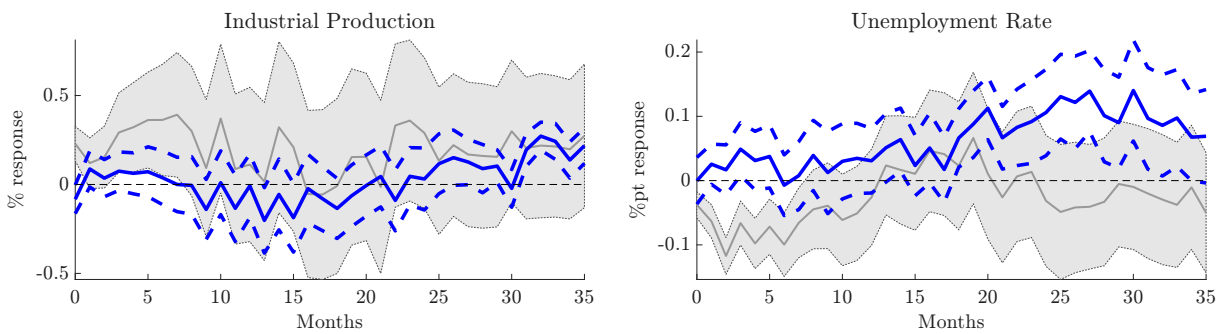 Industrial Production
% response
0.5
0
-0.5
0 5 10 15 20 25 30 35
Months
Unemployment Rate
%pt response
0.2
0.1
0
-0.1
0 5 10 15 20 25 30 35
Months